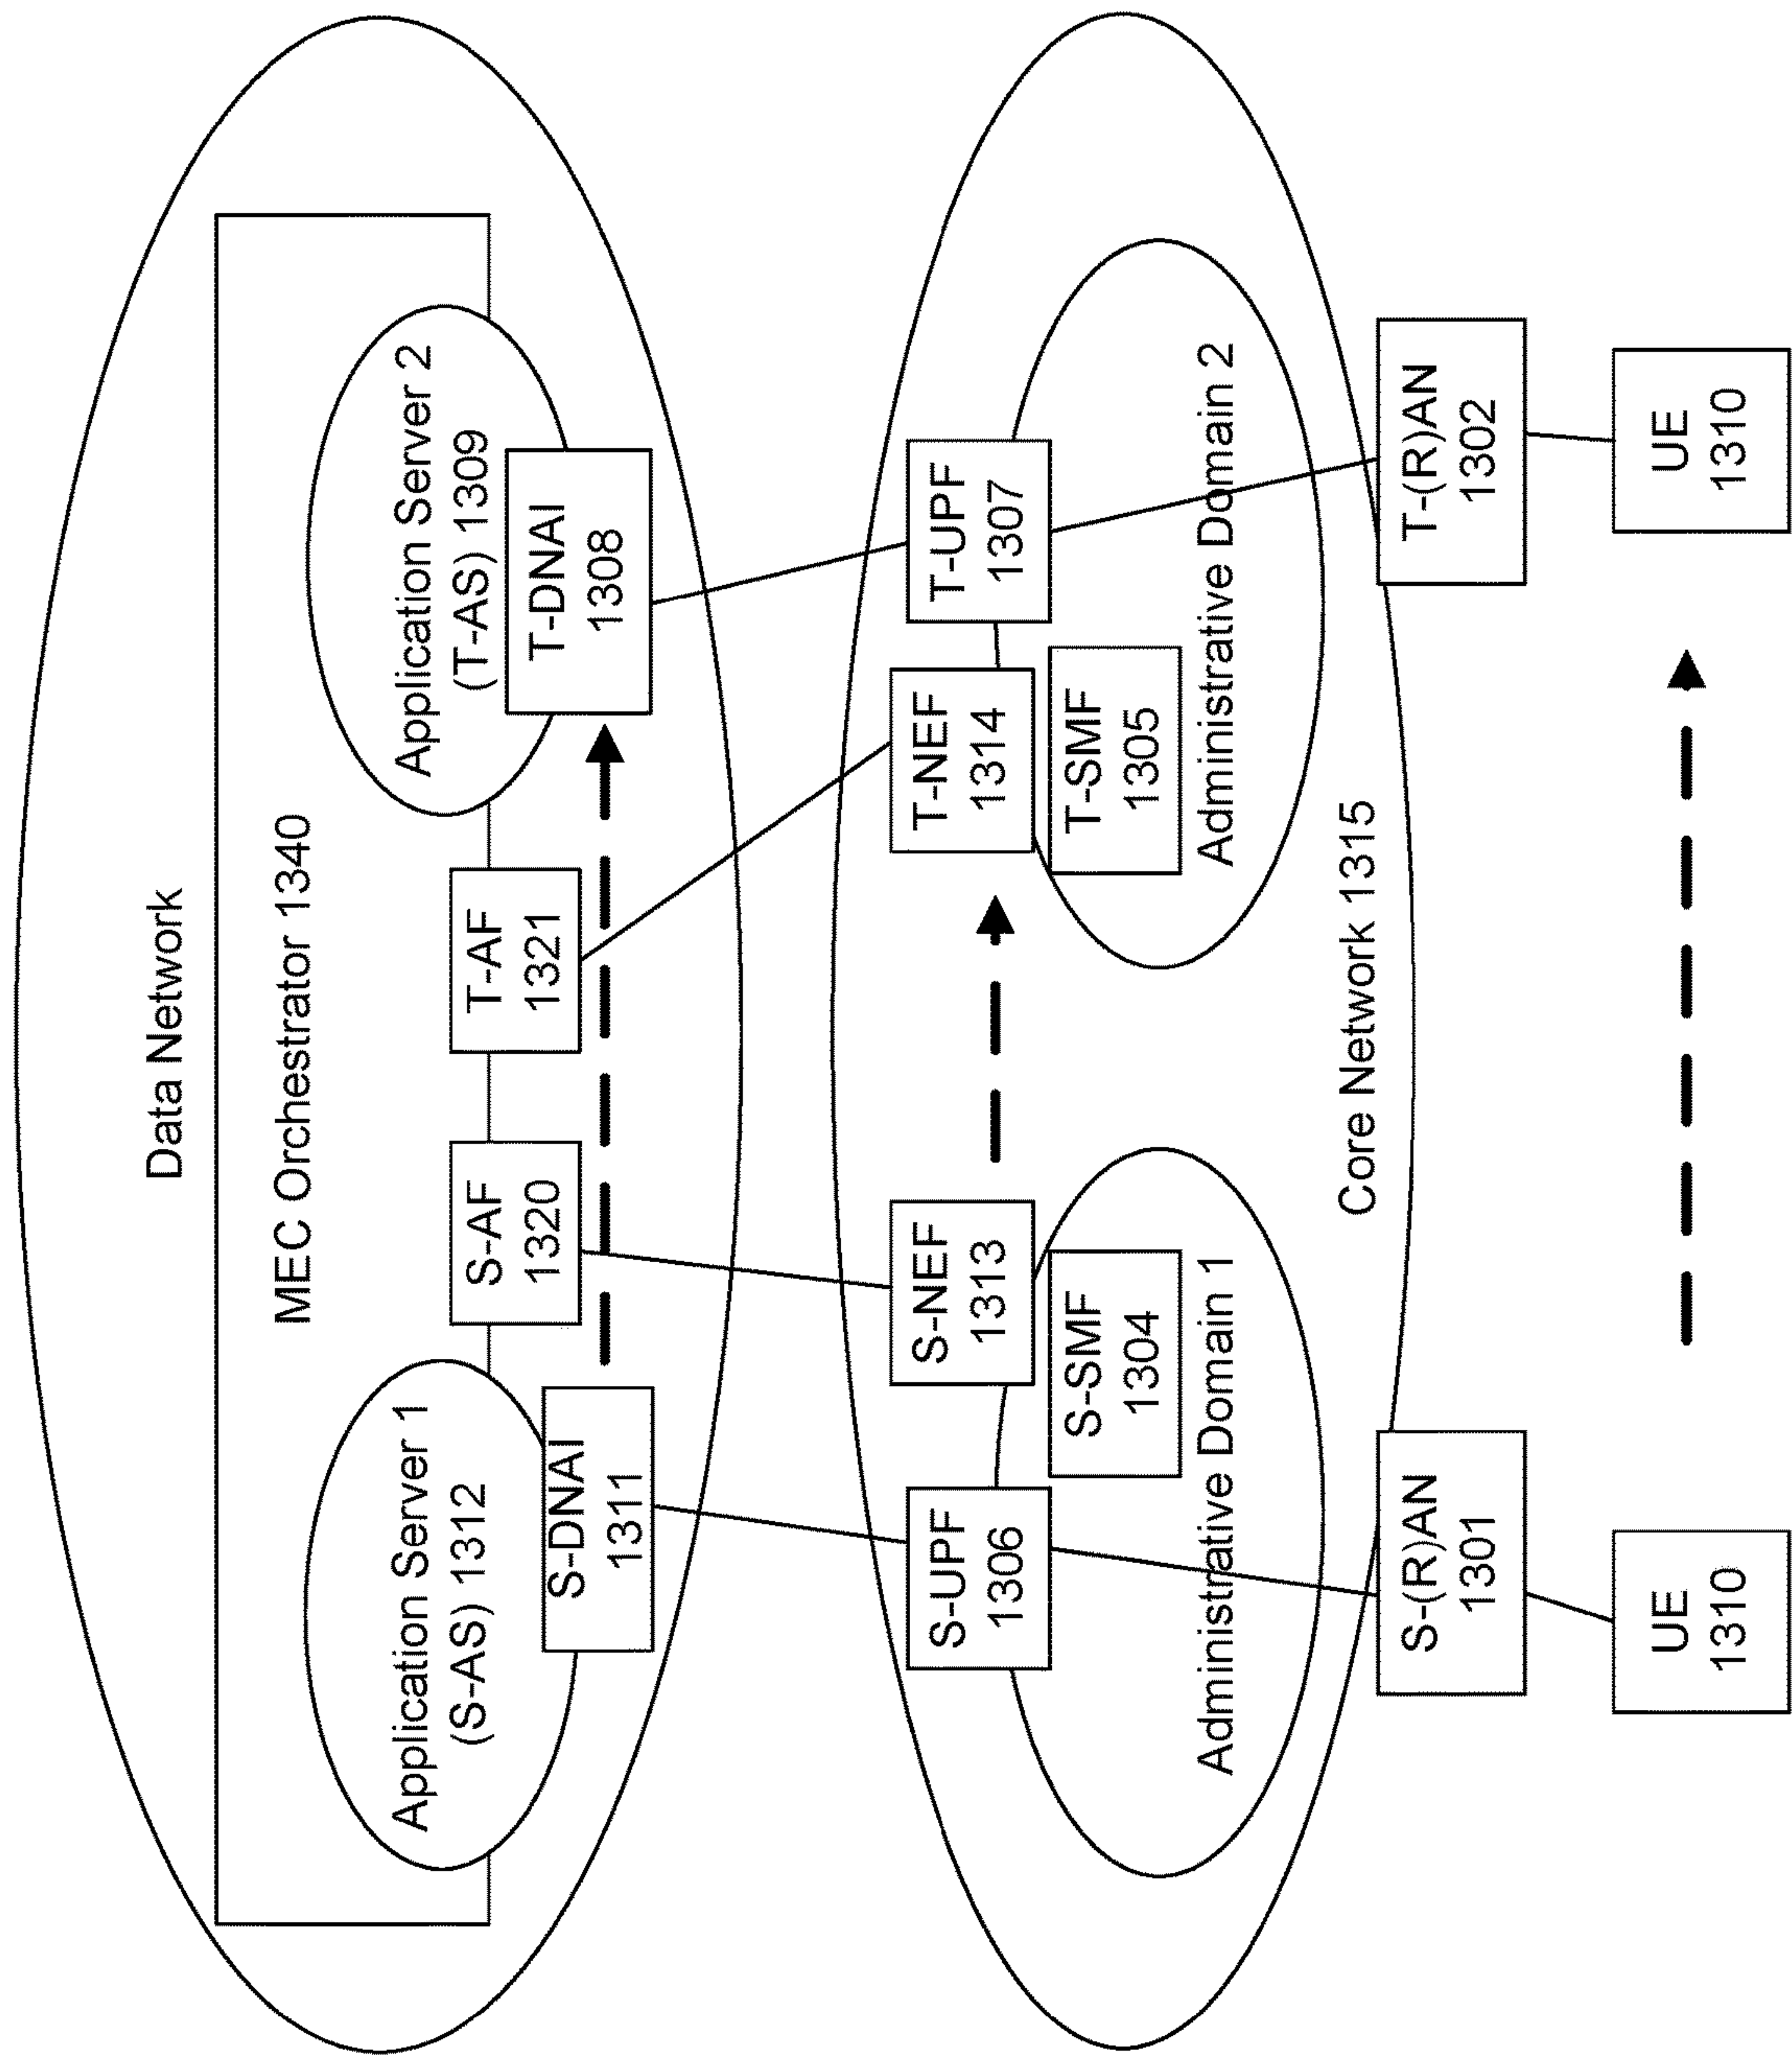 Data Network
MEC Orchestrator 1340
Application Server 1
(S-AS) 1312
S-DNAI
1311
S-AF
1320
T-AF
1321
Application Server 2
(T-AS) 1309
T-DNAI
1308
S-UPF
1306
S-NEF
1313
S-SMF
1304
Administrative Domain 1
T-NEF
1314
T-UPF
1307
T-SMF
1305
Administrative Domain 2
Core Network 1315
S-(R)AN
1301
T-(R)AN
1302
UE
1310
UE
1310